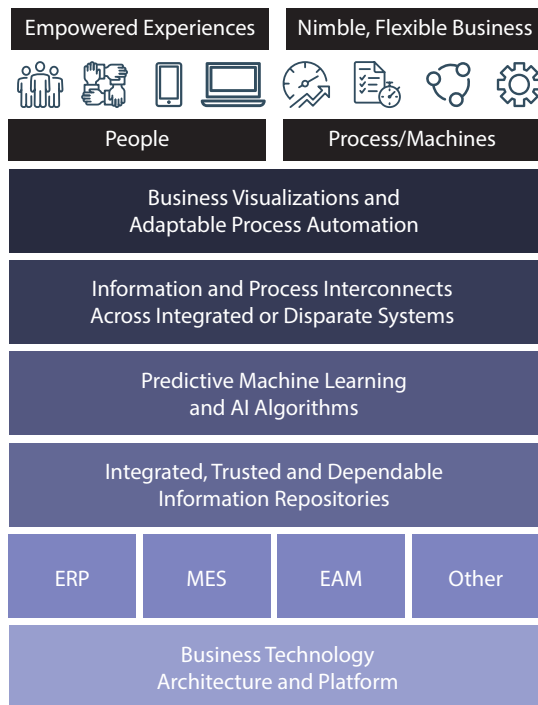 Empowered Experiences
Nimble, Flexible Business
People
Process/Machines
Business Visualizations and
Adaptable Process Automation
Information and Process Interconnects
Across Integrated or Disparate Systems
Predictive Machine Learning
and AI Algorithms
Integrated, Trusted and Dependable
Information Repositories
ERP
MES
EAM
Other
Business Technology
Architecture and Platform